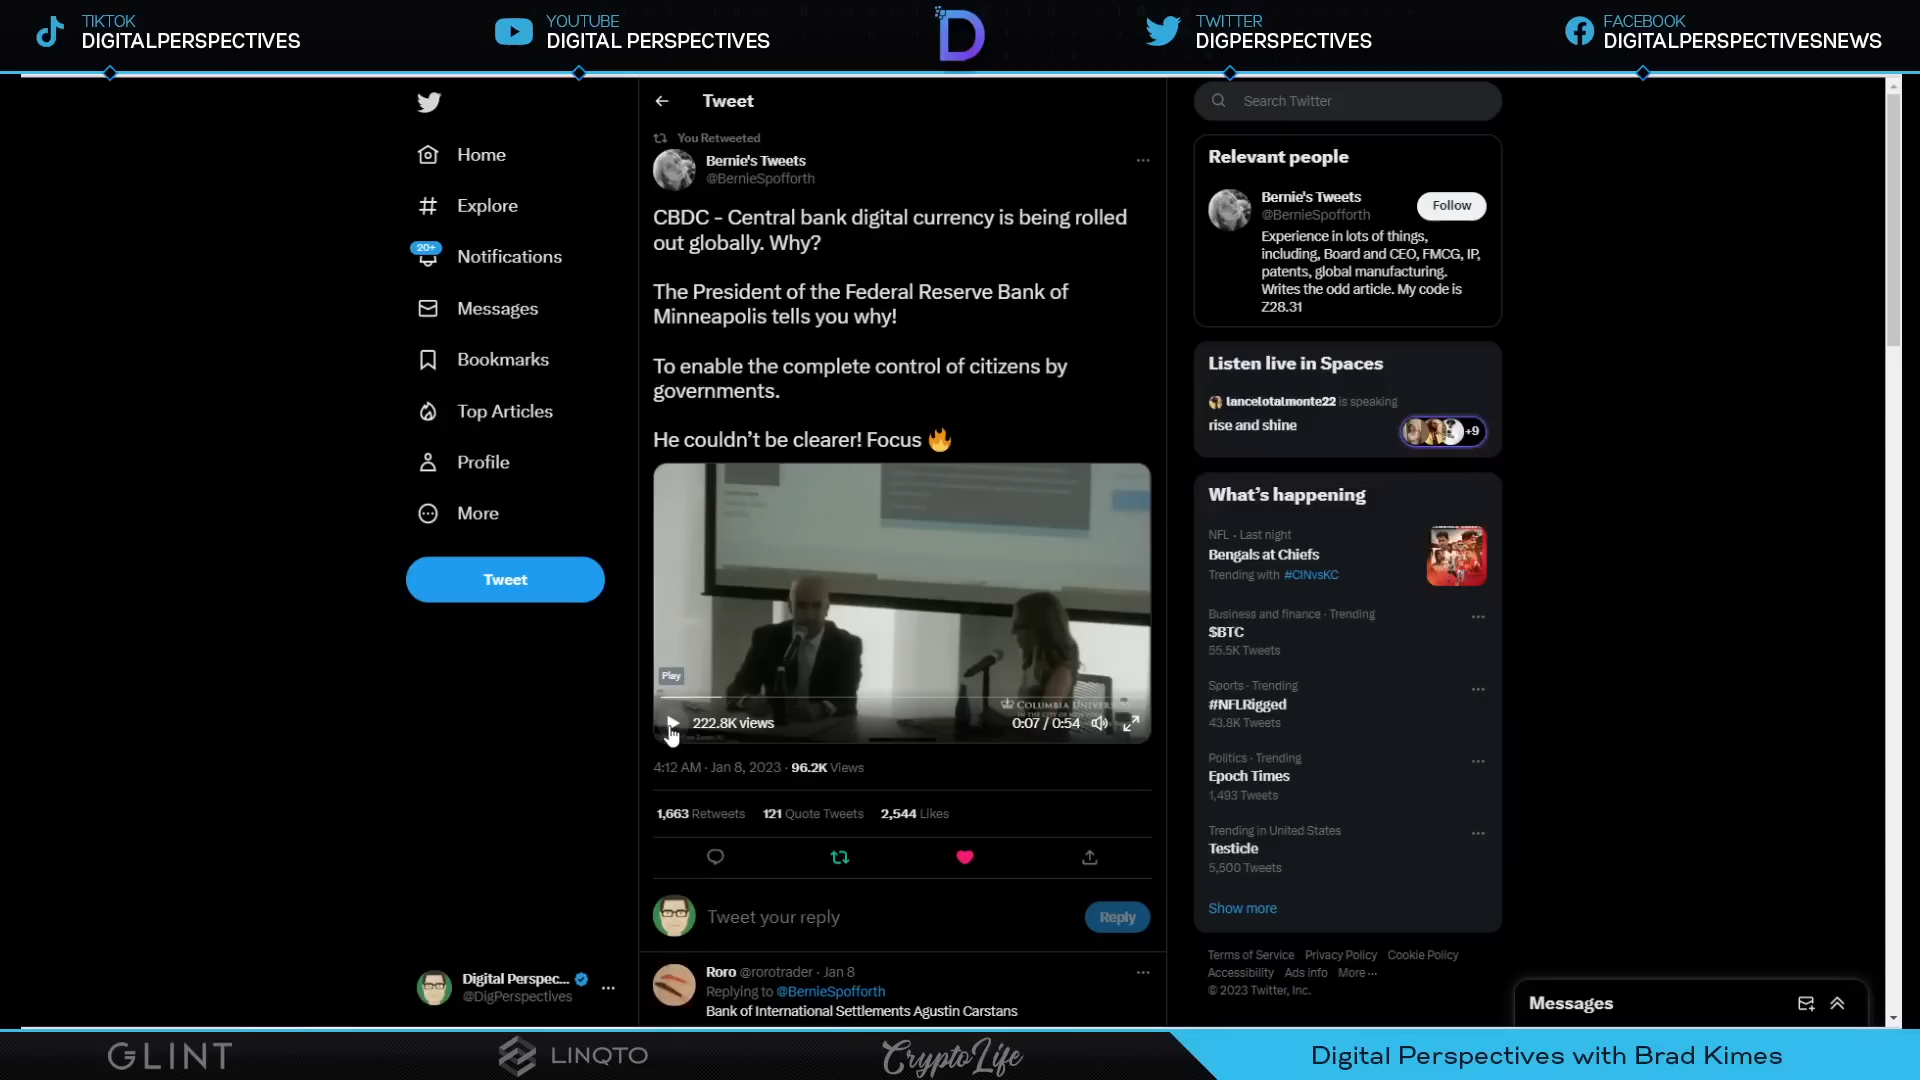 TIKTOK
DIGITALPERSPECTIVES
YOUTUBE
DIGITAL PERSPECTIVES
D
TWITTER
DIGPERSPECTIVES
FACEBOOK
DIGITALPERSPECTIVESNEWS
Home
Explore
20+
Notifications
Messages
Bookmarks
Top Articles
Profile
More
Tweet
Digital Perspec...
@DigPerspectives
Tweet
You Retweeted
Bernie's Tweets
@BernieSpofforth
CBDC - Central bank digital currency is being rolled
out globally. Why?
The President of the Federal Reserve Bank of
Minneapolis tells you why!
To enable the complete control of citizens by
governments.
He couldn’t be clearer! Focus 🔥
Play
COLUMBIA UNIVERS
IN THE CITY OF NEW YORK
222.8K views
0:07 / 0:54
4:12 AM · Jan 8, 2023 · 96.2K Views
1,663 Retweets 121 Quote Tweets 2,544 Likes
Tweet your reply
Reply
Roro @rorotrader · Jan 8
Replying to @BernieSpofforth
Bank of International Settlements Agustin Carstans
Search Twitter
Relevant people
Bernie's Tweets
@BernieSpofforth
Follow
Experience in lots of things,
including, Board and CEO, FMCG, IP,
patents, global manufacturing.
Writes the odd article. My code is
Z28.31
Listen live in Spaces
lancelotalmonte22 is speaking
rise and shine
+9
What’s happening
NFL · Last night
Bengals at Chiefs
Trending with #CINvsKC
Business and finance · Trending
$BTC
55.5K Tweets
Sports · Trending
#NFLRigged
43.8K Tweets
Politics · Trending
Epoch Times
1,493 Tweets
Trending in United States
Testicle
5,500 Tweets
Show more
Terms of Service Privacy Policy Cookie Policy
Accessibility Ads info More ···
© 2023 Twitter, Inc.
Messages
GLINT
LINQTO
CryptoLife
Digital Perspectives with Brad Kimes